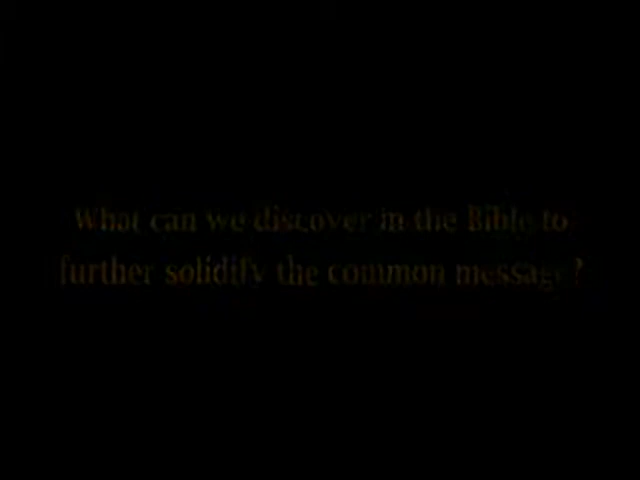 What can we discover in the Bible to
further solidify the common message?